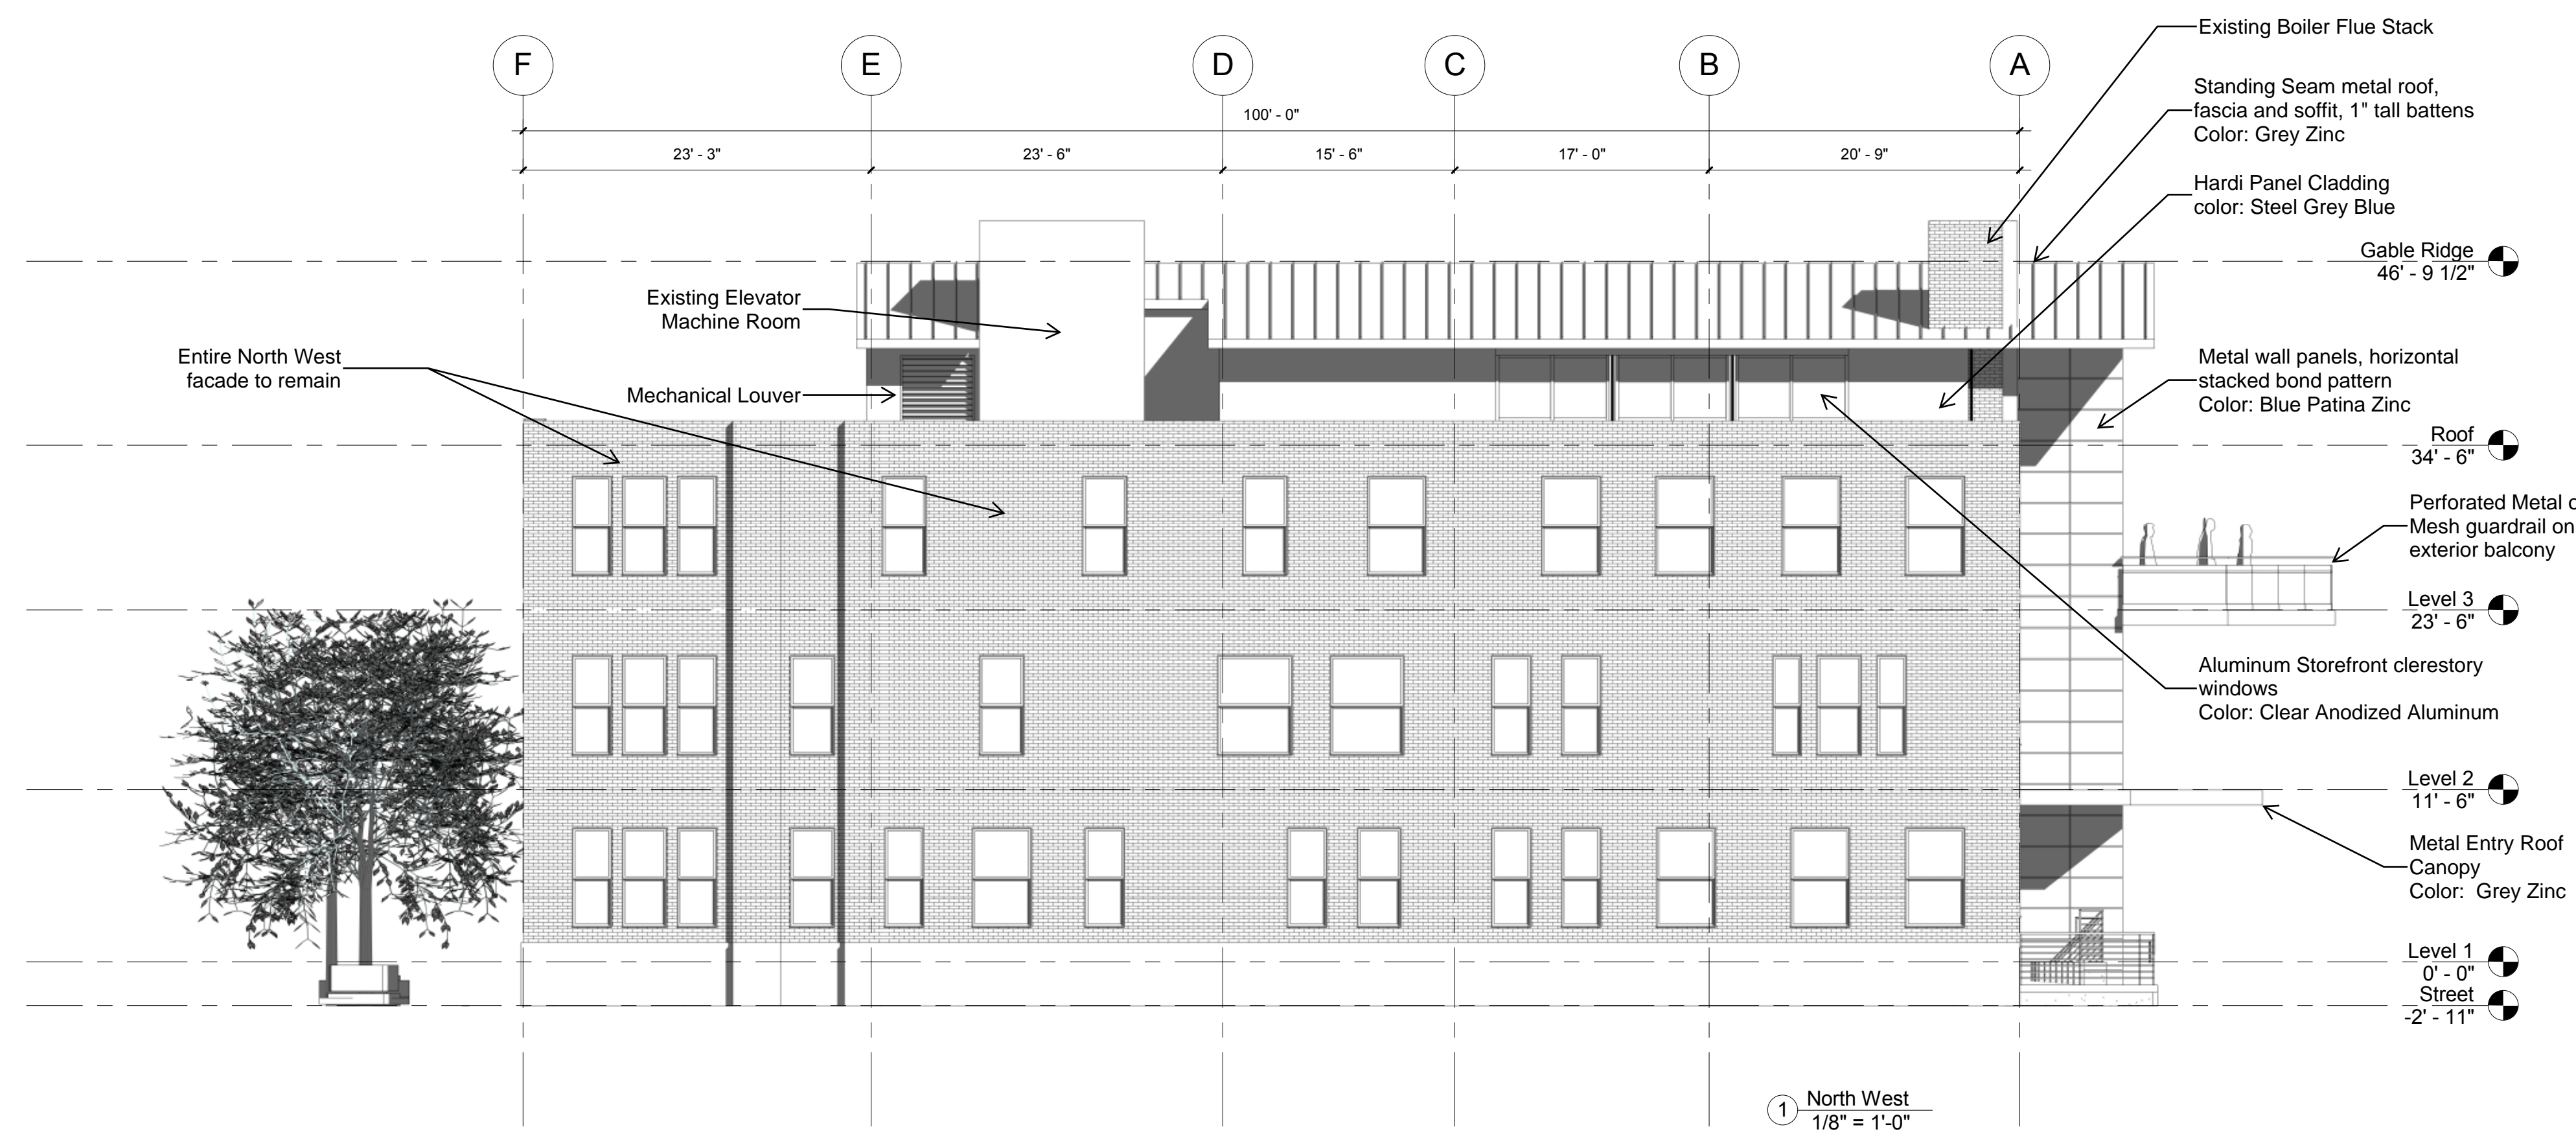 F
E
D
C
B
A
100' - 0"
23' - 3"
23' - 6"
15' - 6"
17' - 0"
20' - 9"
Existing Boiler Flue Stack
Standing Seam metal roof,
fascia and soffit, 1" tall battens
Color: Grey Zinc
Hardi Panel Cladding
color: Steel Grey Blue
Gable Ridge
46' - 9 1/2"
Existing Elevator
Machine Room
Entire North West
facade to remain
Mechanical Louver
Metal wall panels, horizontal
stacked bond pattern
Color: Blue Patina Zinc
Roof
34' - 6"
Perforated Metal
Mesh guardrail on
exterior balcony
Level 3
23' - 6"
Aluminum Storefront clerestory
windows
Color: Clear Anodized Aluminum
Level 2
11' - 6"
Metal Entry Roof
Canopy
Color: Grey Zinc
Level 1
0' - 0"
Street
-2' - 11"
1
North West
1/8" = 1'-0"